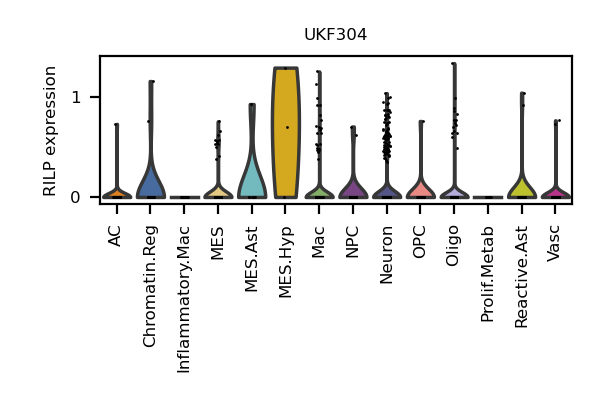 UKF304
RILP expression
1
0
AC
Chromatin.Reg
Inflammatory.Mac
MES
MES.Ast
MES.Hyp
Mac
NPC
Neuron
OPC
Oligo
Prolif.Metab
Reactive.Ast
Vasc